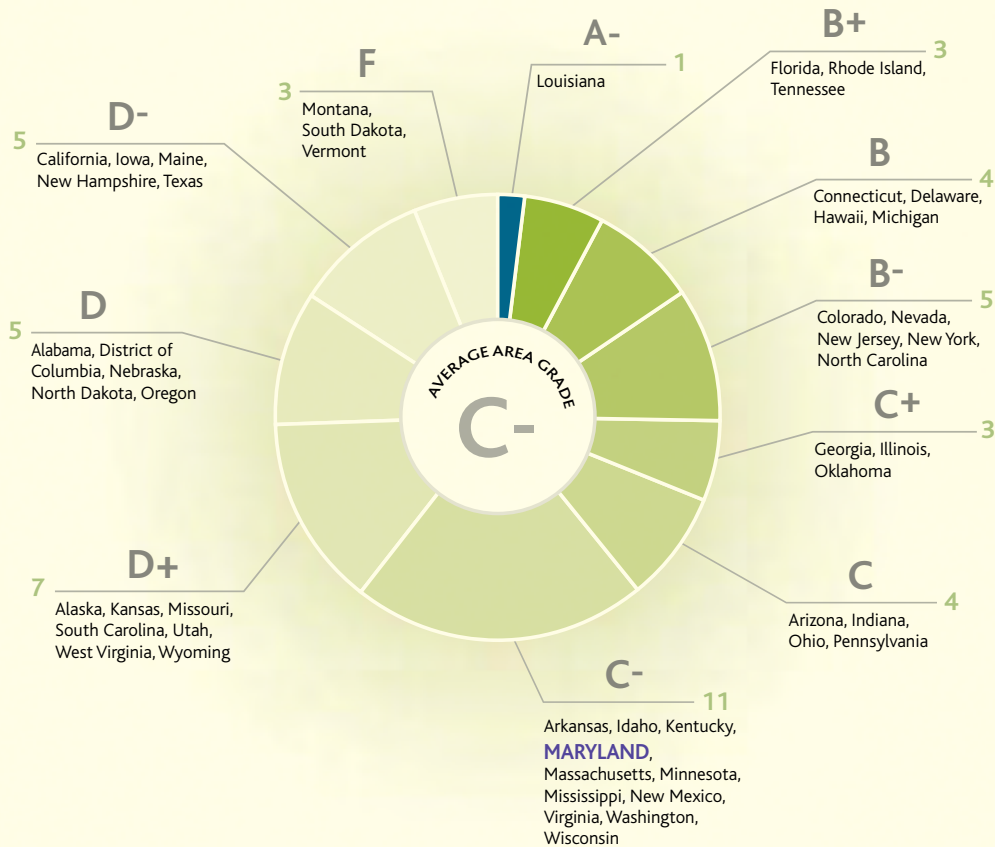 A-
1
Louisiana
B+
3
Florida, Rhode Island,
Tennessee
B
4
Connecticut, Delaware,
Hawaii, Michigan
B-
5
Colorado, Nevada,
New Jersey, New York,
North Carolina
C+
3
Georgia, Illinois,
Oklahoma
C
4
Arizona, Indiana,
Ohio, Pennsylvania
C-
11
Arkansas, Idaho, Kentucky,
MARYLAND,
Massachusetts, Minnesota,
Mississippi, New Mexico,
Virginia, Washington,
Wisconsin
D+
7
Alaska, Kansas, Missouri,
South Carolina, Utah,
West Virginia, Wyoming
D
5
Alabama, District of
Columbia, Nebraska,
North Dakota, Oregon
D-
5
California, Iowa, Maine,
New Hampshire, Texas
F
3
Montana,
South Dakota,
Vermont
AVERAGE AREA GRADE
C-